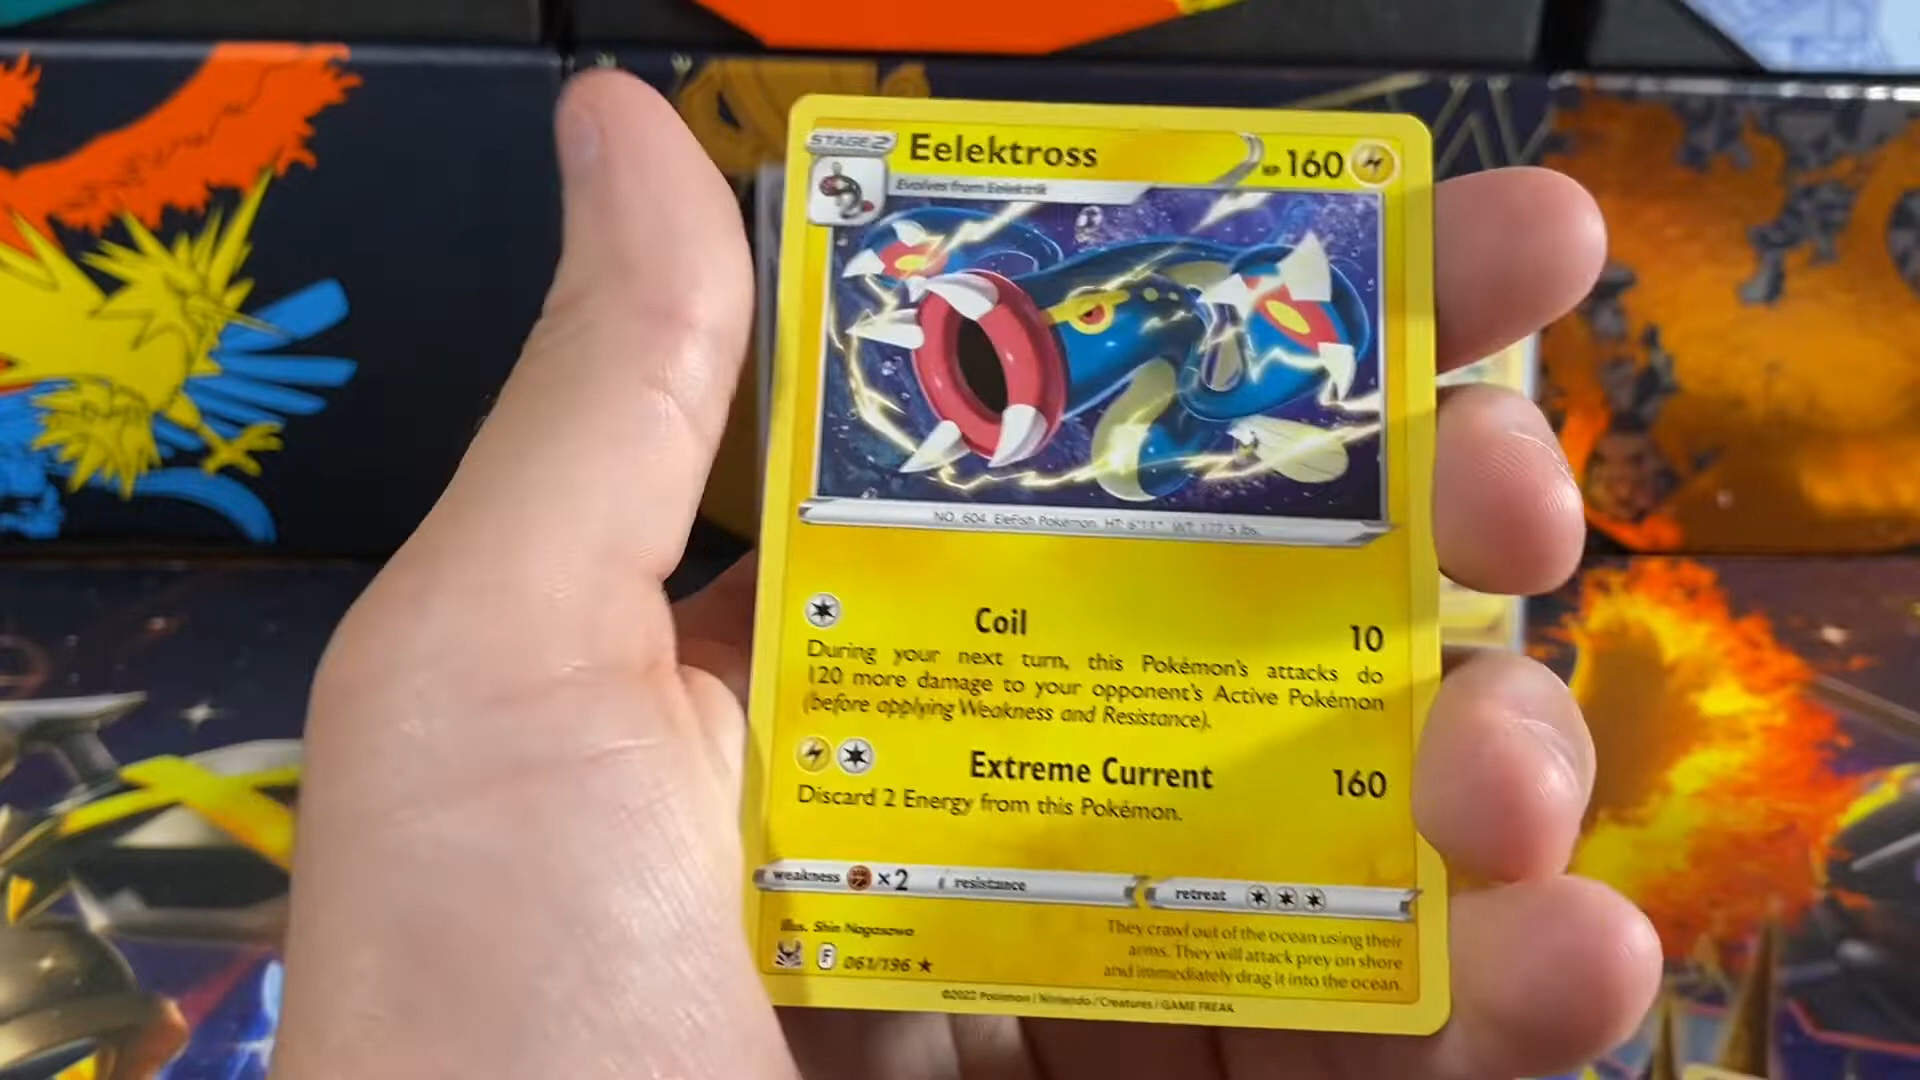 STAGE 2
Eelektross
HP 160
Evolves from Eelektrik
NO. 604 EleFish Pokémon HT: 6'11" WT: 177.5 lbs.
Coil 10
During your next turn, this Pokémon's attacks do
120 more damage to your opponent's Active Pokémon
(before applying Weakness and Resistance).
Extreme Current 160
Discard 2 Energy from this Pokémon.
weakness ×2 resistance retreat
Illus. Shin Nagasawa
F 061/196 ★
They crawl out of the ocean using their
arms. They will attack prey on shore
and immediately drag it into the ocean.
©2022 Pokémon / Nintendo / Creatures / GAME FREAK